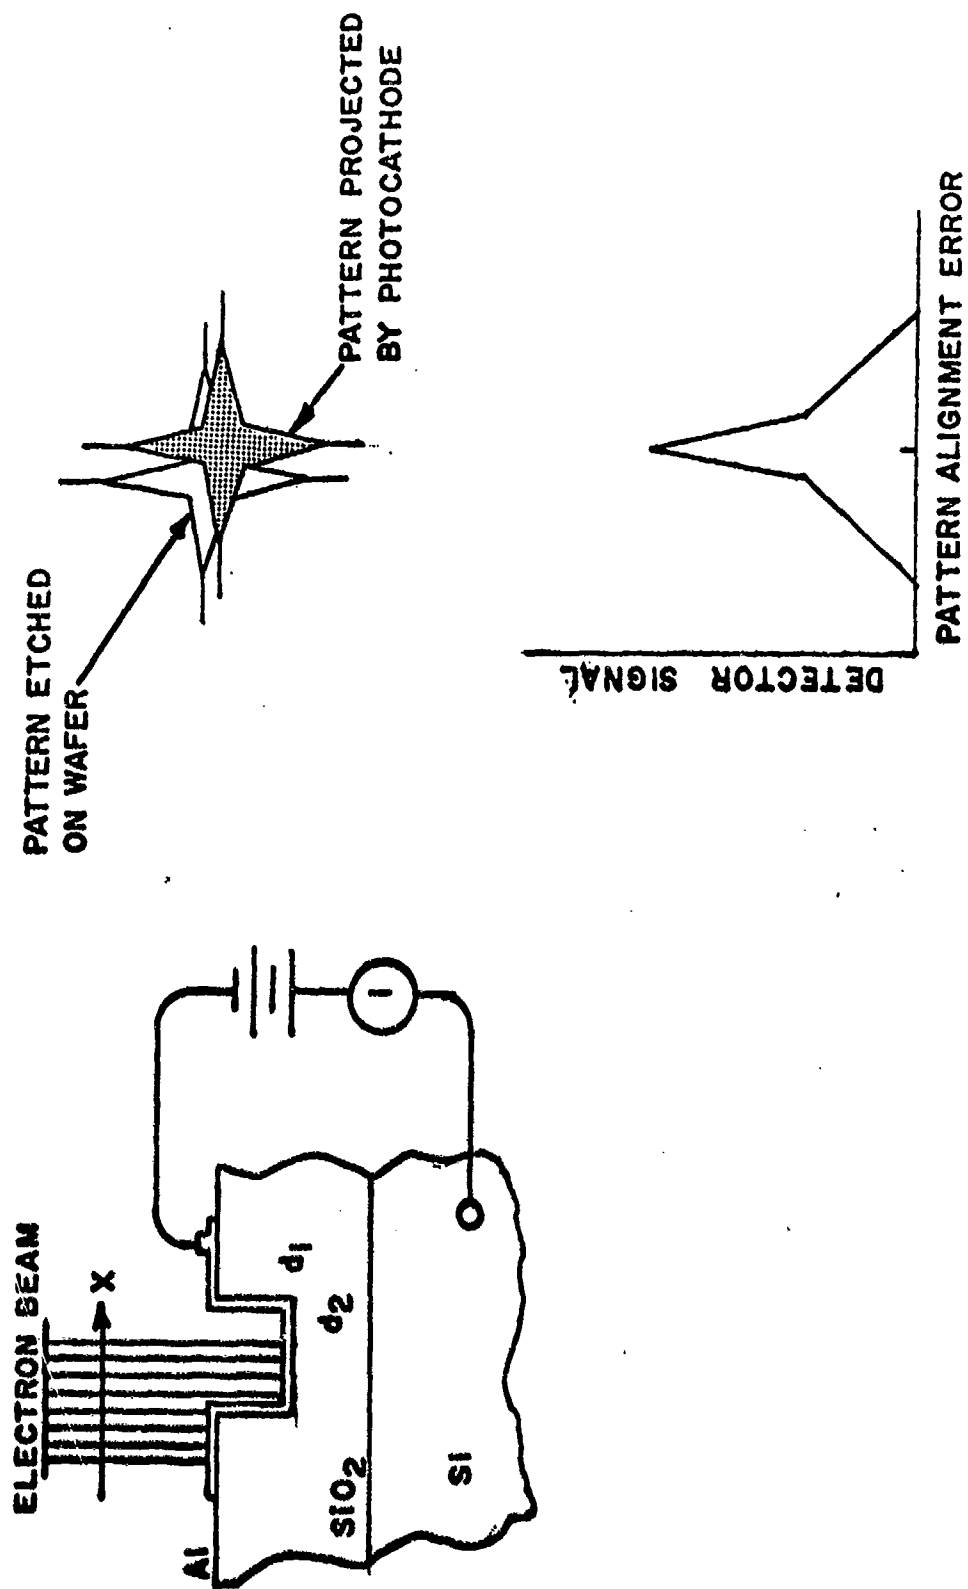 ELECTRON BEAM
X
Al
d1
d2
SiO2
Si
I
PATTERN ETCHED
ON WAFER
PATTERN PROJECTED
BY PHOTOCATHODE
DETECTOR SIGNAL
PATTERN ALIGNMENT ERROR